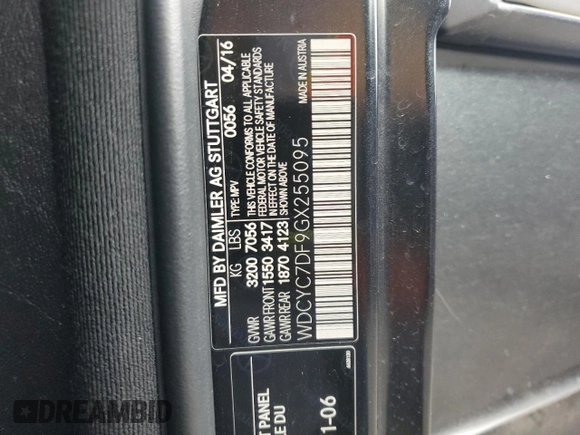 MFD BY DAIMLER AG STUTTGART
0056 04/16
KG LBS TYPE: MPV
GVWR 3200 7056
GAWR FRONT 1550 3417
GAWR REAR 1870 4123
THIS VEHICLE CONFORMS TO ALL APPLICABLE
FEDERAL MOTOR VEHICLE SAFETY STANDARDS
IN EFFECT ON THE DATE OF MANUFACTURE
SHOWN ABOVE
WDCYC7DF9GX255095
MADE IN AUSTRIA
T PANEL
LE DU
1-06
DREAMBID